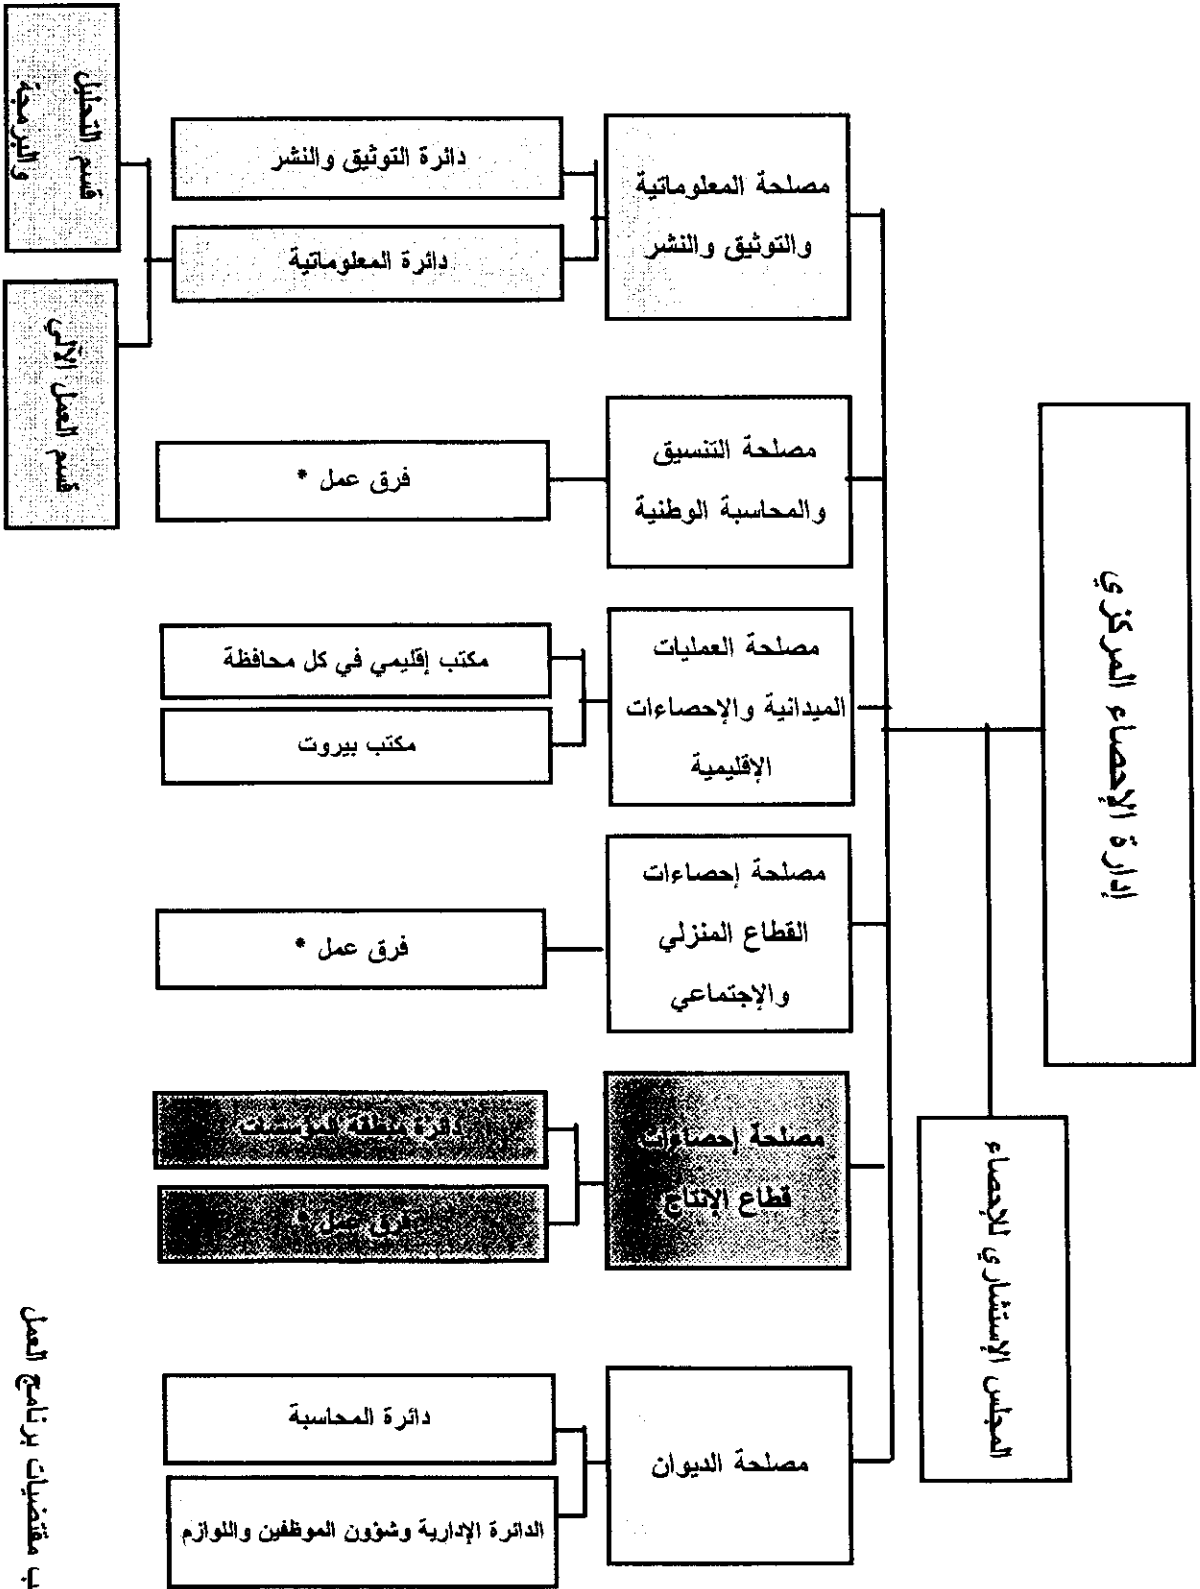 إدارة الإحصاء المركزي
المجلس الإستشاري للإحصاء
مصلحة المعلوماتية
والتوثيق والنشر
دائرة التوثيق والنشر
دائرة المعلوماتية
قسم التحليل
والبرمجة
قسم العمل الآلي
مصلحة التنسيق
والمحاسبة الوطنية
فرق عمل *
مصلحة العمليات
الميدانية والإحصاءات
الإقليمية
مكتب إقليمي في كل محافظة
مكتب بيروت
مصلحة إحصاءات
القطاع المنزلي
والإجتماعي
فرق عمل *
مصلحة إحصاءات
قطاع الإنتاج
دائرة منطقة المؤسسات
فرق عمل *
مصلحة الديوان
دائرة المحاسبة
الدائرة الإدارية وشؤون الموظفين واللوازم
مقتضيات برنامج العمل